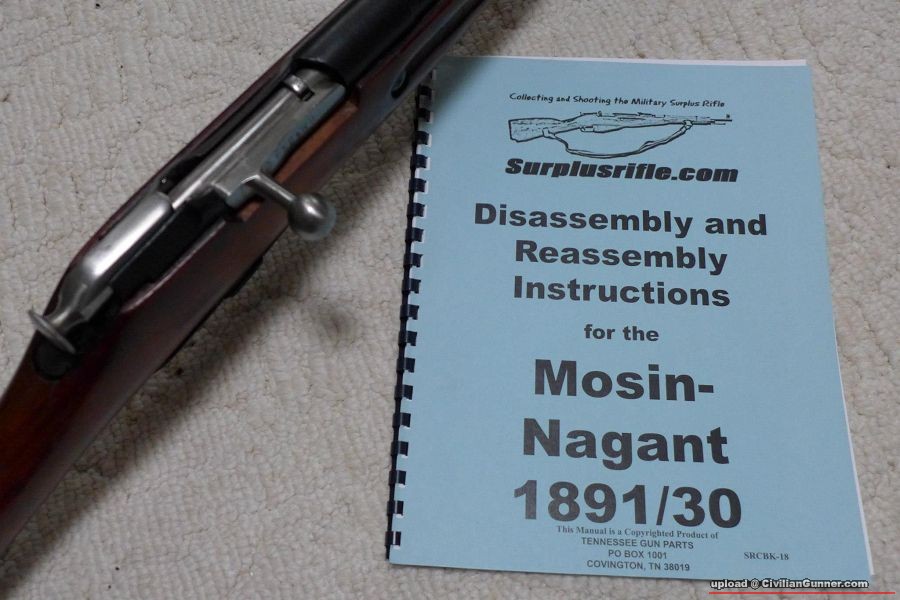 Collecting and Shooting the Military Surplus Rifle
Surplusrifle.com
Disassembly and
Reassembly
Instructions
for the
Mosin-
Nagant
1891/30
This Manual is a Copyrighted Product of
TENNESSEE GUN PARTS
PO BOX 1001
COVINGTON, TN 38019
SRCBK-18
upload @ CivilianGunner.com